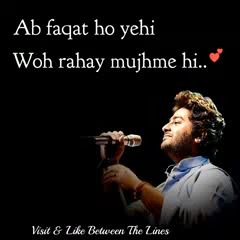 Ab faqat ho yehi
Woh rahay mujhme hi..💕
Visit & Like Between The Lines